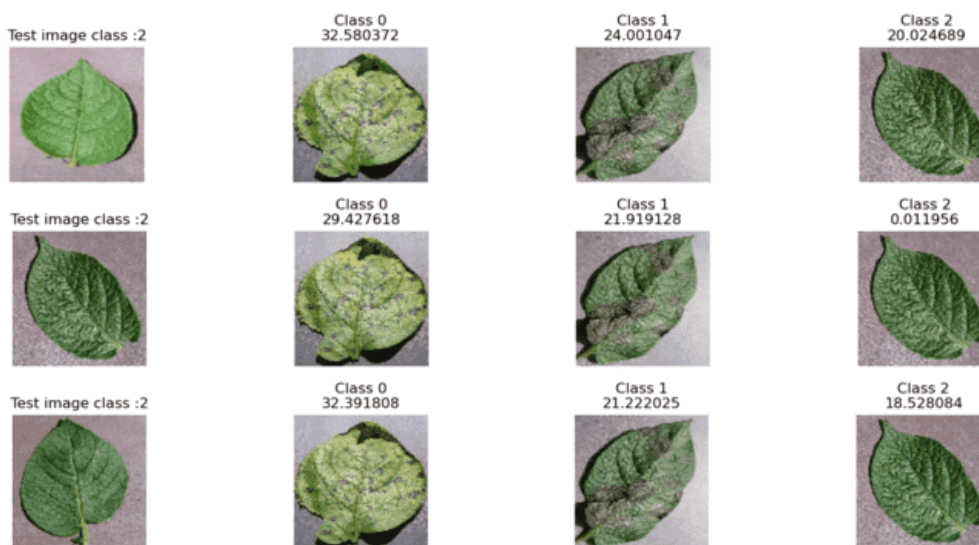 Test image class :2
Class 0
32.580372
Class 1
24.001047
Class 2
20.024689
Test image class :2
Class 0
29.427618
Class 1
21.919128
Class 2
0.011956
Test image class :2
Class 0
32.391808
Class 1
21.222025
Class 2
18.528084